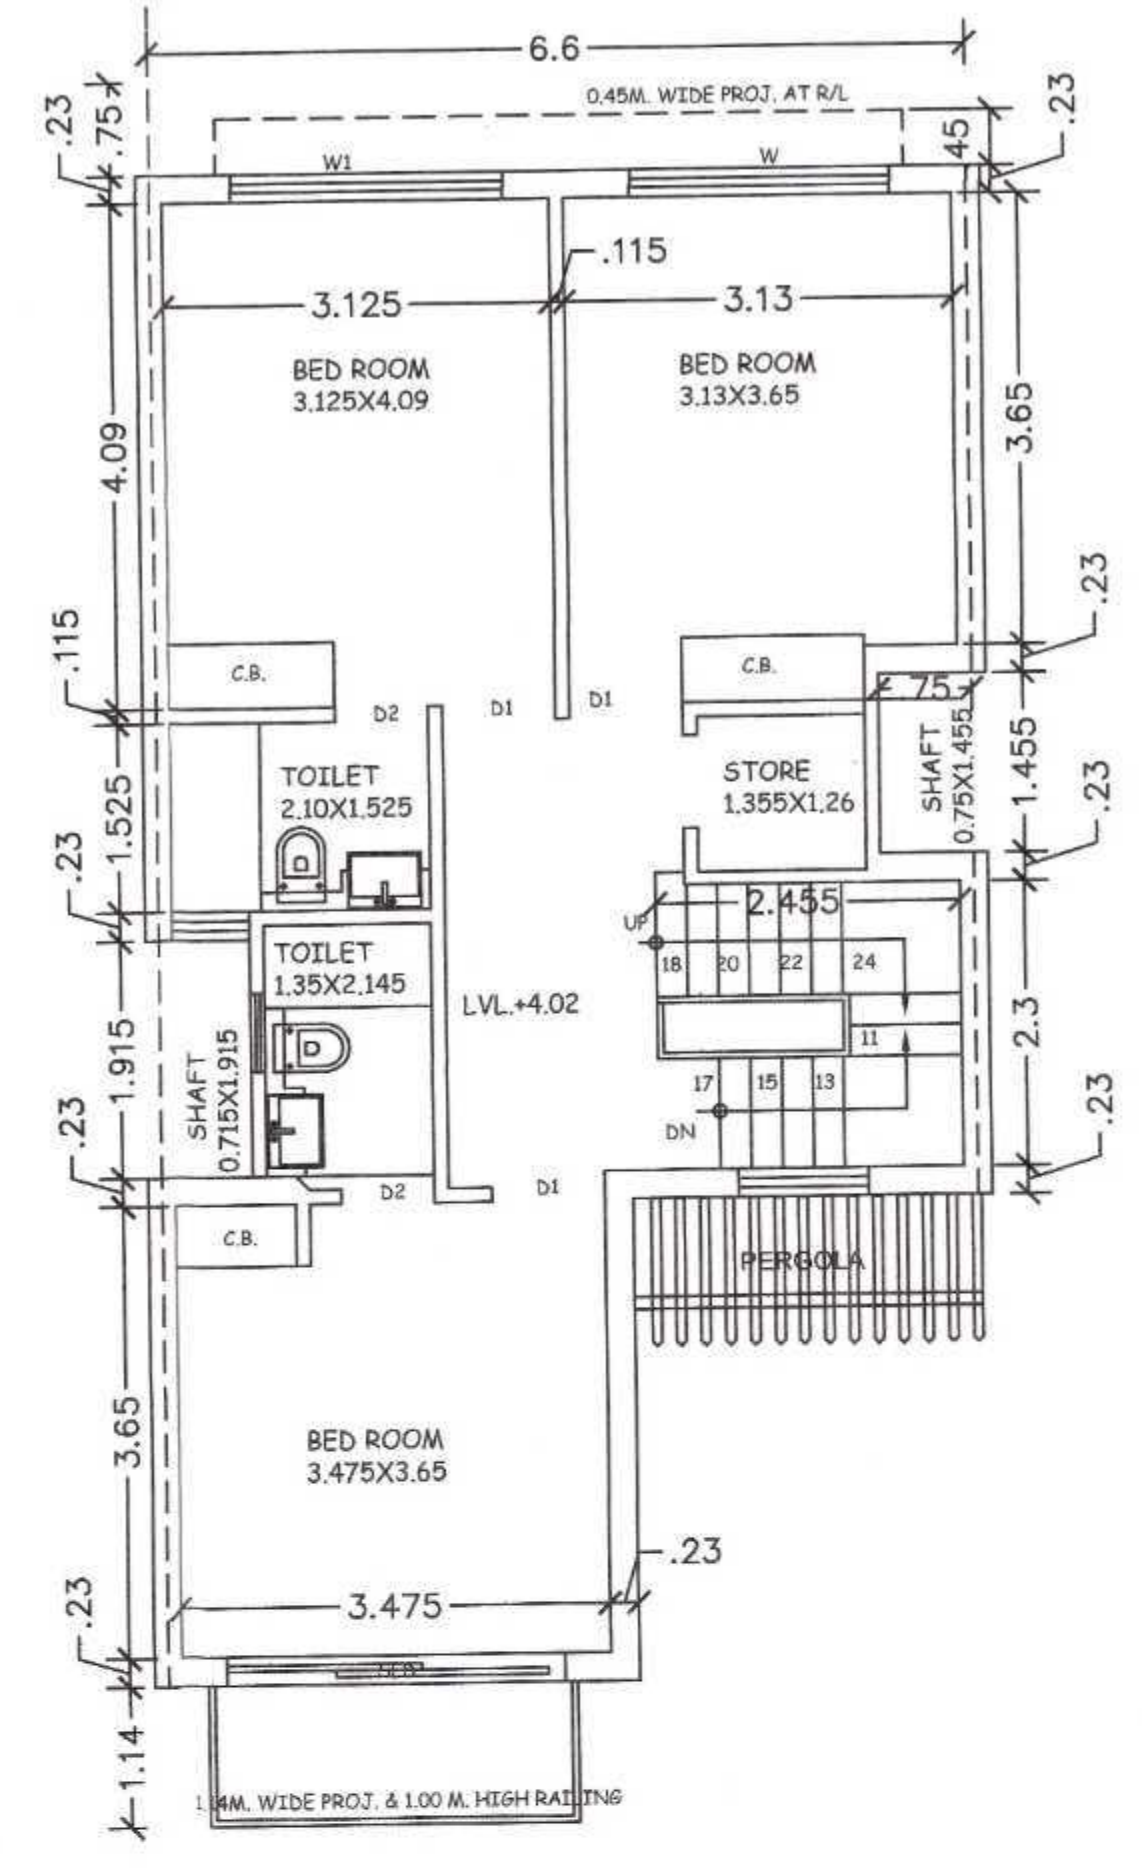 6.6
0.45M. WIDE PROJ. AT R/L
.23
.75
.23
.45
W1
W
.115
3.125
3.13
BED ROOM
3.125X4.09
BED ROOM
3.13X3.65
4.09
3.65
.23
.115
C.B.
C.B.
.75
D2
D1
D1
TOILET
2.10X1.525
STORE
1.355X1.26
SHAFT
0.75X1.455
1.455
.23
1.525
.23
2.455
UP
18
20
22
24
TOILET
1.35X2.145
LVL.+4.02
11
2.3
1.915
SHAFT
0.715X1.915
17
15
13
DN
.23
.23
D2
D1
C.B.
PERGOLA
3.65
BED ROOM
3.475X3.65
.23
3.475
.23
1.14
1.14M. WIDE PROJ. & 1.00 M. HIGH RAILING